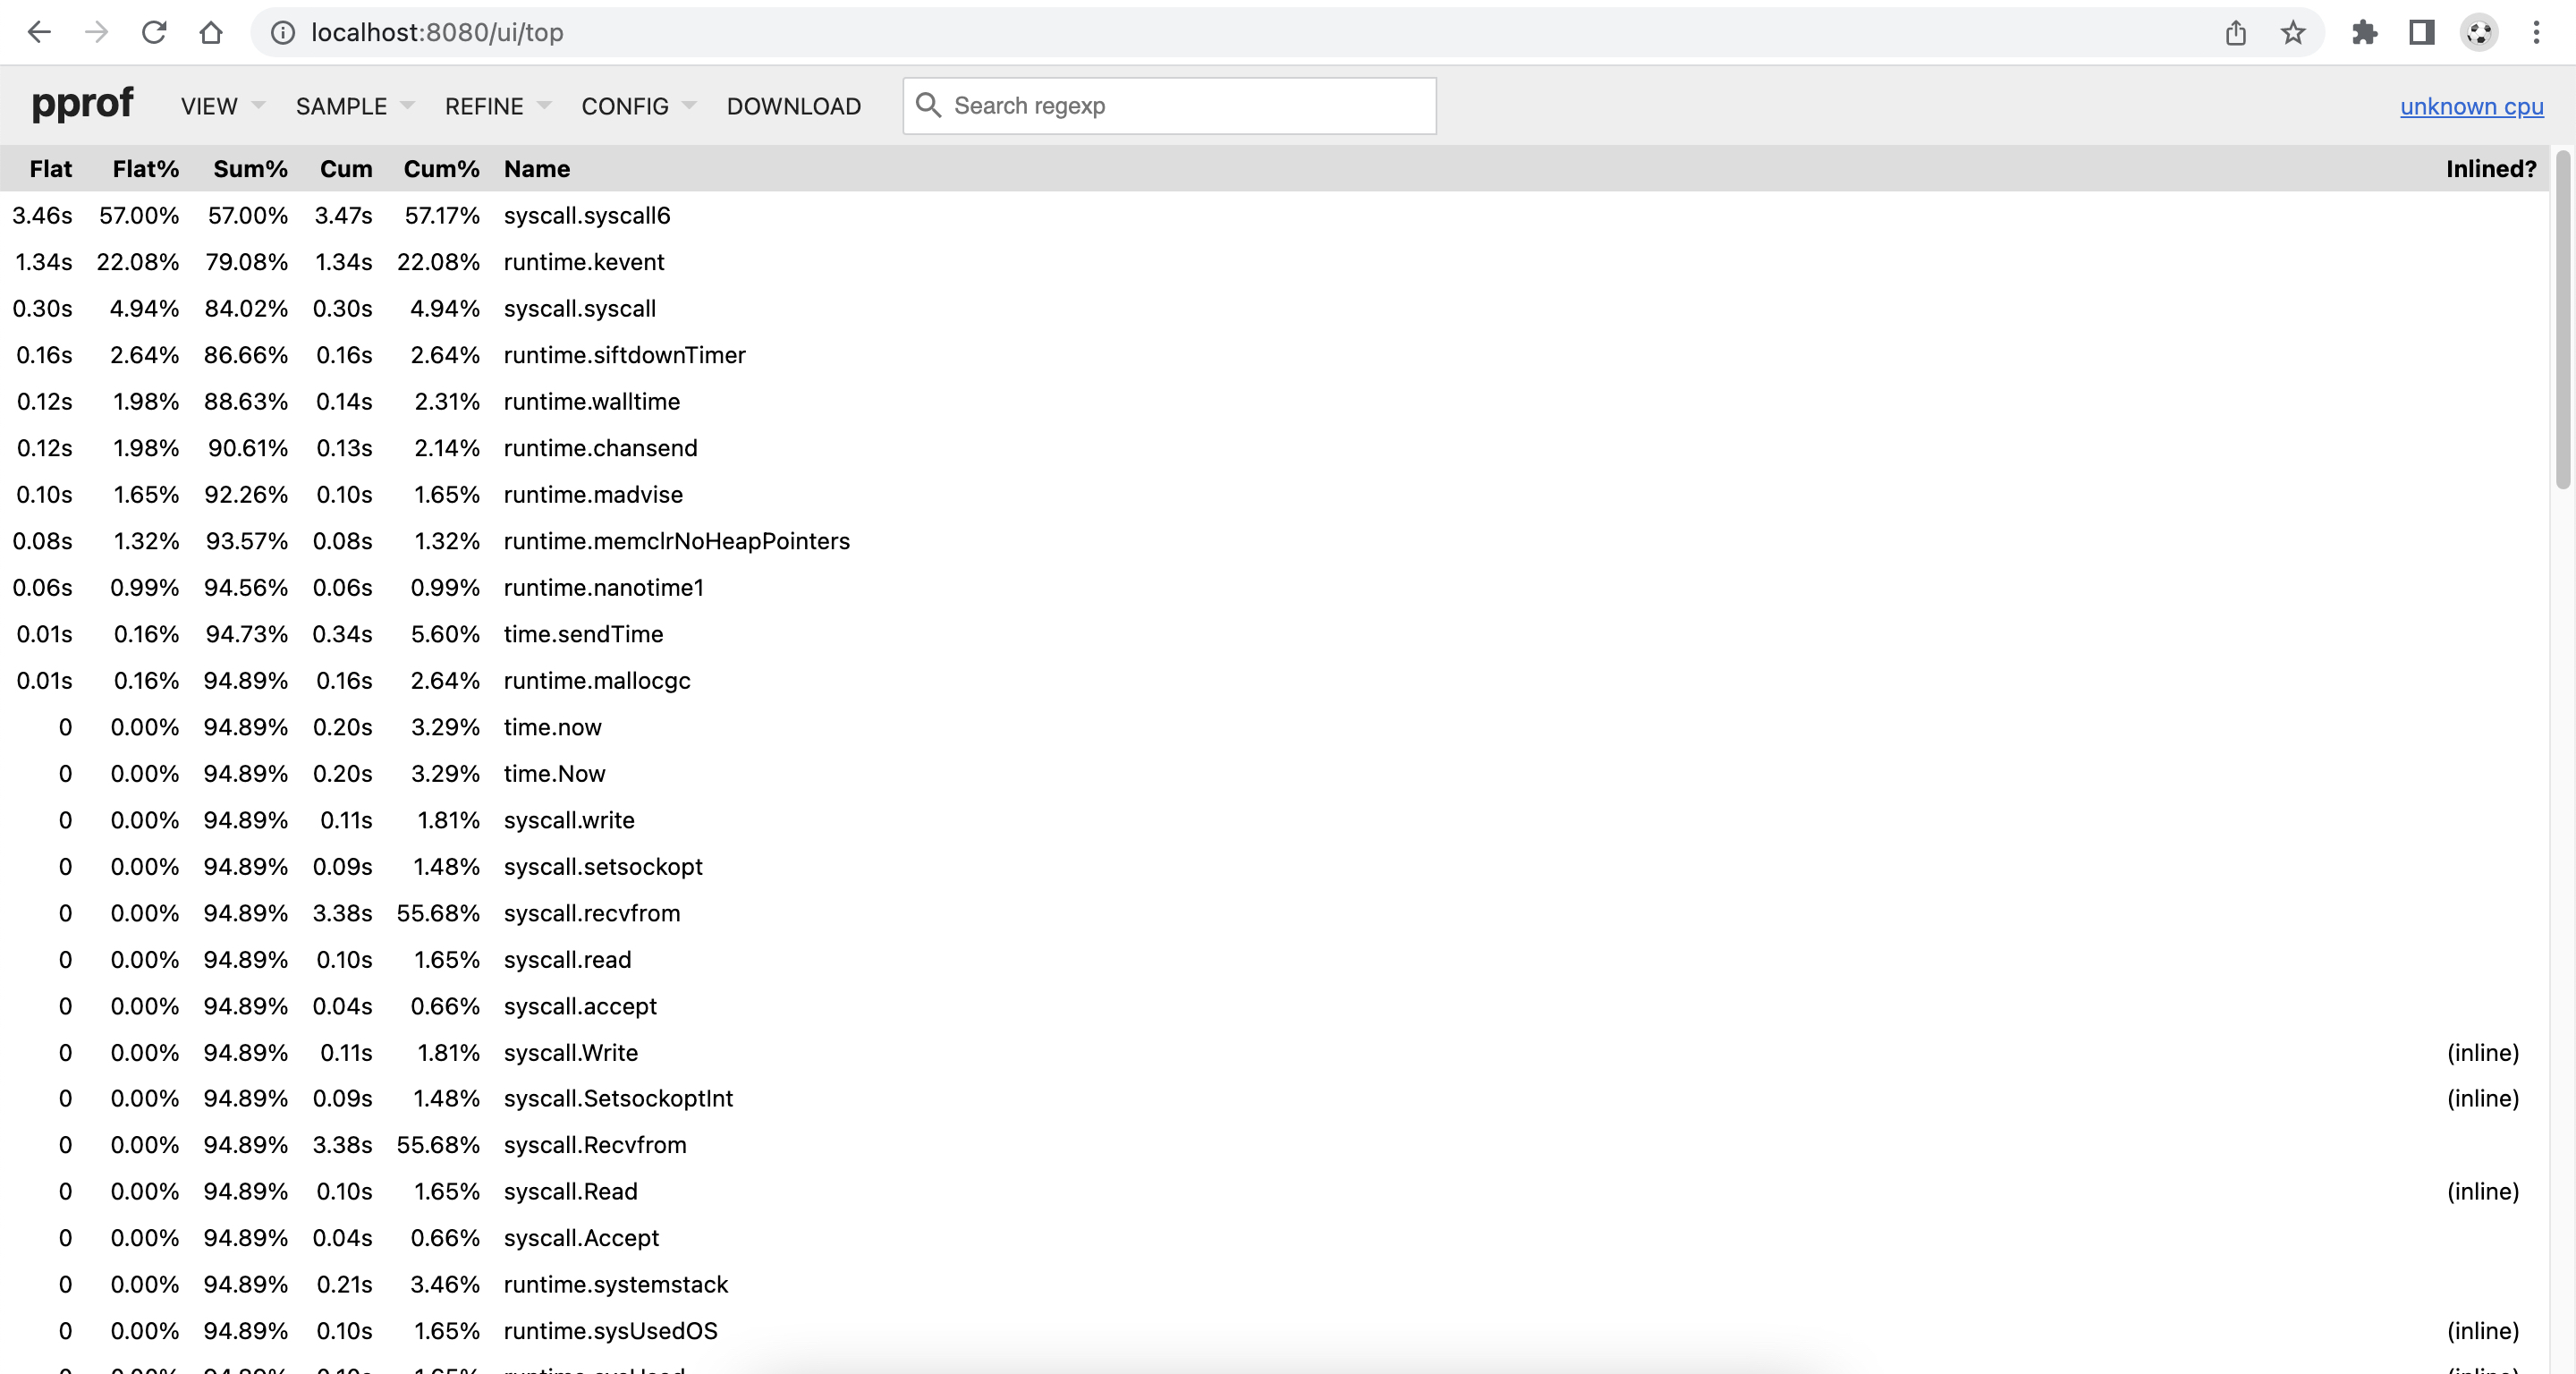 localhost:8080/ui/top
pprof VIEW SAMPLE REFINE CONFIG DOWNLOAD Search regexp unknown cpu
Flat Flat% Sum% Cum Cum% Name Inlined?
3.46s 57.00% 57.00% 3.47s 57.17% syscall.syscall6
1.34s 22.08% 79.08% 1.34s 22.08% runtime.kevent
0.30s 4.94% 84.02% 0.30s 4.94% syscall.syscall
0.16s 2.64% 86.66% 0.16s 2.64% runtime.siftdownTimer
0.12s 1.98% 88.63% 0.14s 2.31% runtime.walltime
0.12s 1.98% 90.61% 0.13s 2.14% runtime.chansend
0.10s 1.65% 92.26% 0.10s 1.65% runtime.madvise
0.08s 1.32% 93.57% 0.08s 1.32% runtime.memclrNoHeapPointers
0.06s 0.99% 94.56% 0.06s 0.99% runtime.nanotime1
0.01s 0.16% 94.73% 0.34s 5.60% time.sendTime
0.01s 0.16% 94.89% 0.16s 2.64% runtime.mallocgc
0 0.00% 94.89% 0.20s 3.29% time.now
0 0.00% 94.89% 0.20s 3.29% time.Now
0 0.00% 94.89% 0.11s 1.81% syscall.write
0 0.00% 94.89% 0.09s 1.48% syscall.setsockopt
0 0.00% 94.89% 3.38s 55.68% syscall.recvfrom
0 0.00% 94.89% 0.10s 1.65% syscall.read
0 0.00% 94.89% 0.04s 0.66% syscall.accept
0 0.00% 94.89% 0.11s 1.81% syscall.Write (inline)
0 0.00% 94.89% 0.09s 1.48% syscall.SetsockoptInt (inline)
0 0.00% 94.89% 3.38s 55.68% syscall.Recvfrom
0 0.00% 94.89% 0.10s 1.65% syscall.Read (inline)
0 0.00% 94.89% 0.04s 0.66% syscall.Accept
0 0.00% 94.89% 0.21s 3.46% runtime.systemstack
0 0.00% 94.89% 0.10s 1.65% runtime.sysUsedOS (inline)